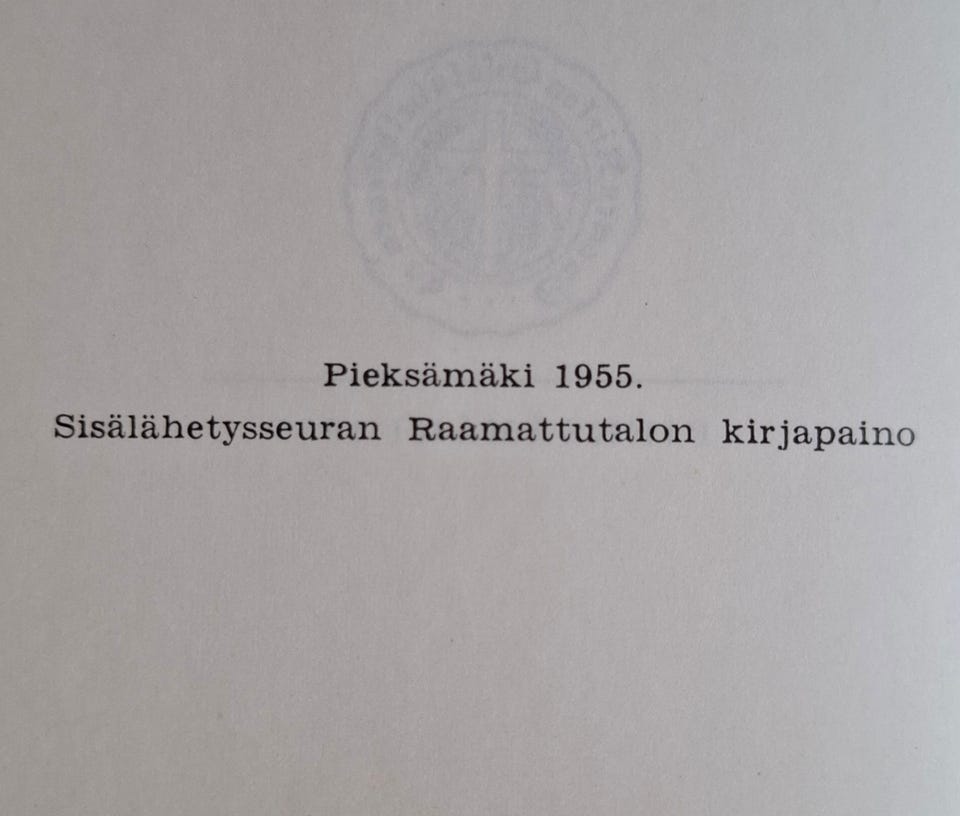 Pieksämäki 1955.
Sisälähetysseuran Raamattutalon kirjapaino